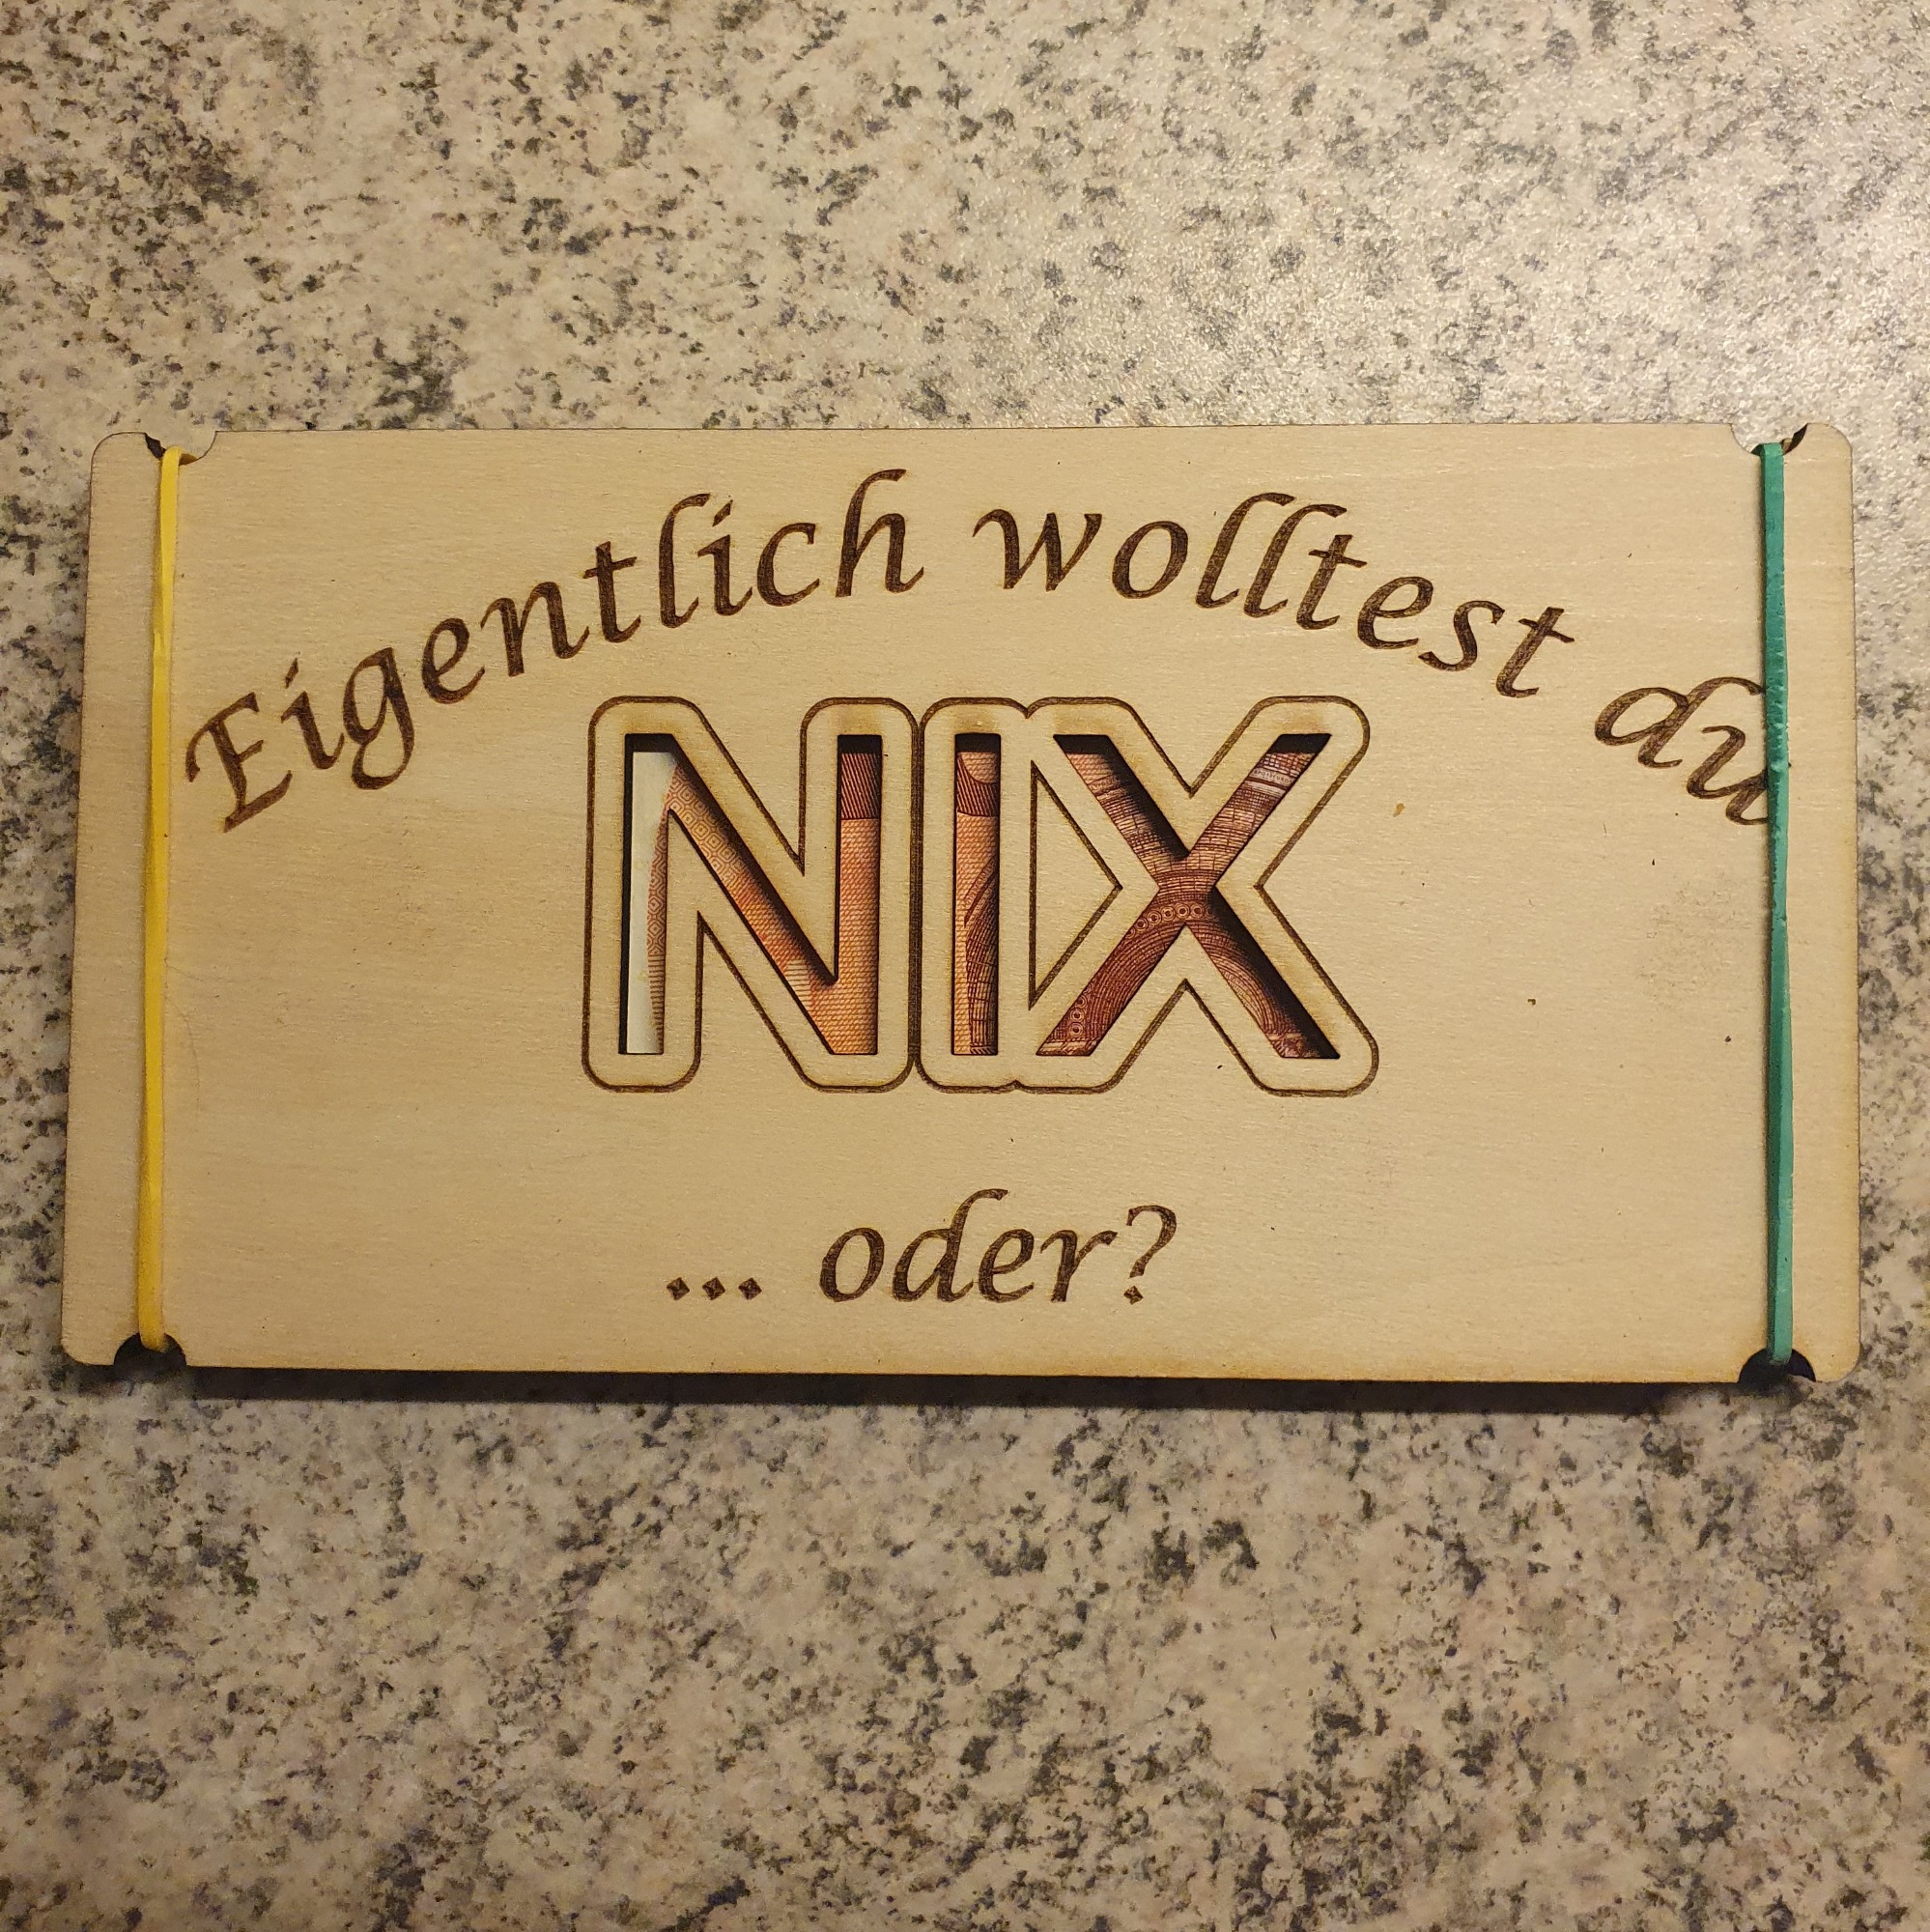 Eigentlich wolltest du
NIX
... oder?